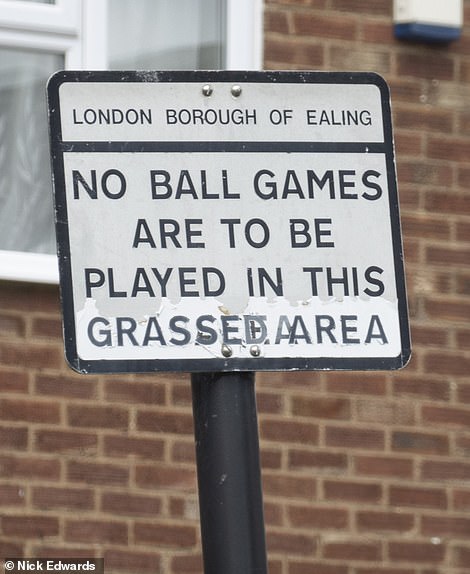 LONDON BOROUGH OF EALING
NO BALL GAMES
ARE TO BE
PLAYED IN THIS
GRASSED AREA
© Nick Edwards